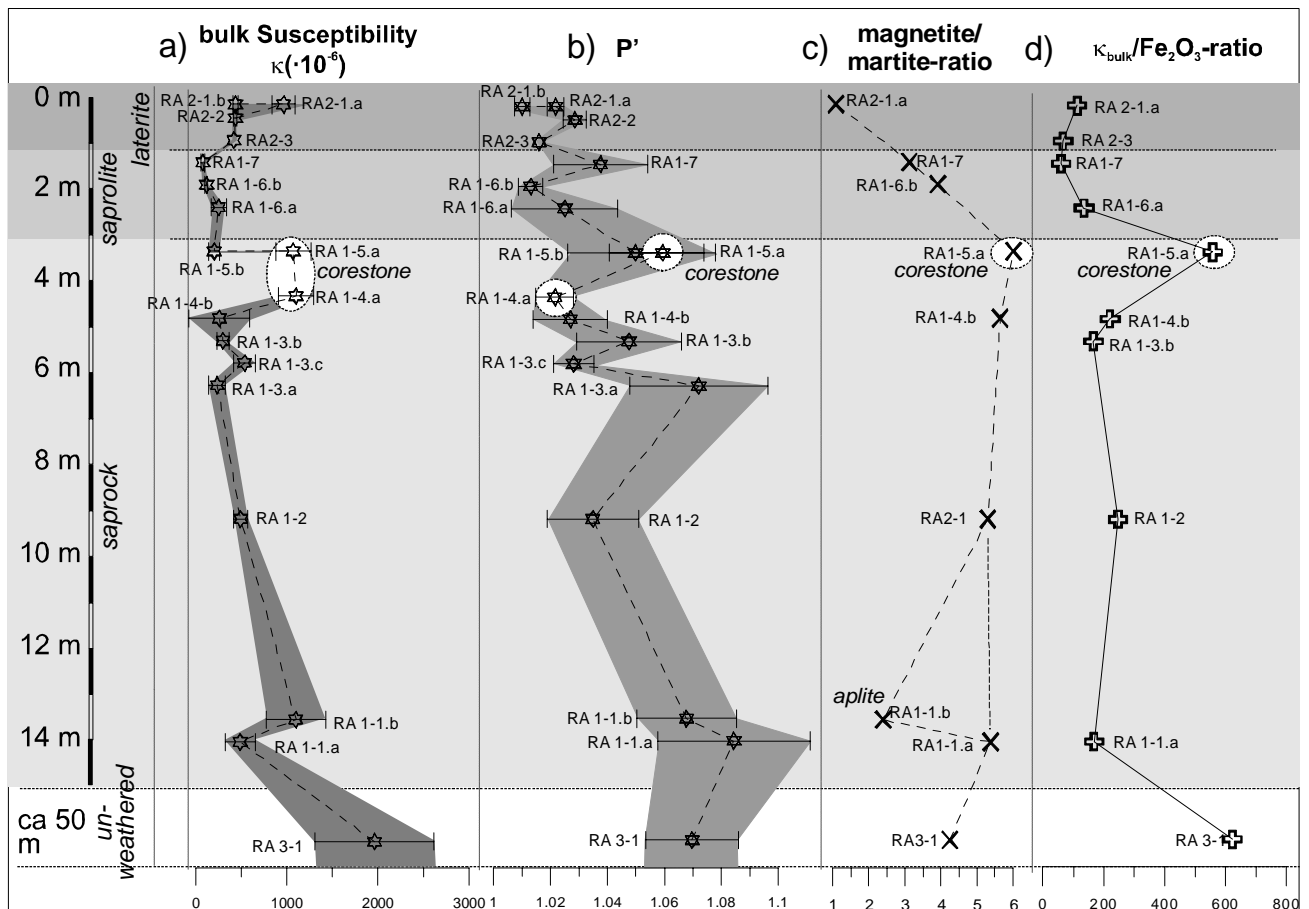 a) bulk Susceptibility
κ(·10⁻⁶)
b) P'
c) magnetite/
martite-ratio
d) κbulk/Fe₂O₃-ratio
0 m
2 m
4 m
6 m
8 m
10 m
12 m
14 m
ca 50
m
laterite
saprolite
saprock
un-
weathered
RA 2-1.b
RA2-1.a
RA2-2
RA2-3
RA1-7
RA 1-6.b
RA 1-6.a
RA 1-5.b
corestone
RA 1-5.a
RA 1-4.a
RA 1-4-b
RA 1-3.b
RA 1-3.c
RA 1-3.a
RA 1-2
RA 1-1.b
RA 1-1.a
RA 3-1
0
1000
2000
3000
RA 2-1.b
RA2-1.a
RA2-2
RA2-3
RA1-7
RA 1-6.b
RA 1-6.a
RA 1-5.b
RA 1-5.a
corestone
RA 1-4.a
RA 1-4-b
RA 1-3.b
RA 1-3.c
RA 1-3.a
RA 1-2
RA 1-1.b
RA 1-1.a
RA 3-1
1
1.02
1.04
1.06
1.08
1.1
RA2-1.a
RA1-7
RA1-6.b
RA1-5.a
corestone
RA1-4.b
RA2-1
aplite
RA1-1.b
RA1-1.a
RA3-1
1
2
3
4
5
6
RA 2-1.a
RA 2-3
RA1-7
RA1-6.a
RA1-5.a
corestone
RA1-4.b
RA 1-3.b
RA 1-2
RA 1-1.a
RA 3-1
0
200
400
600
800